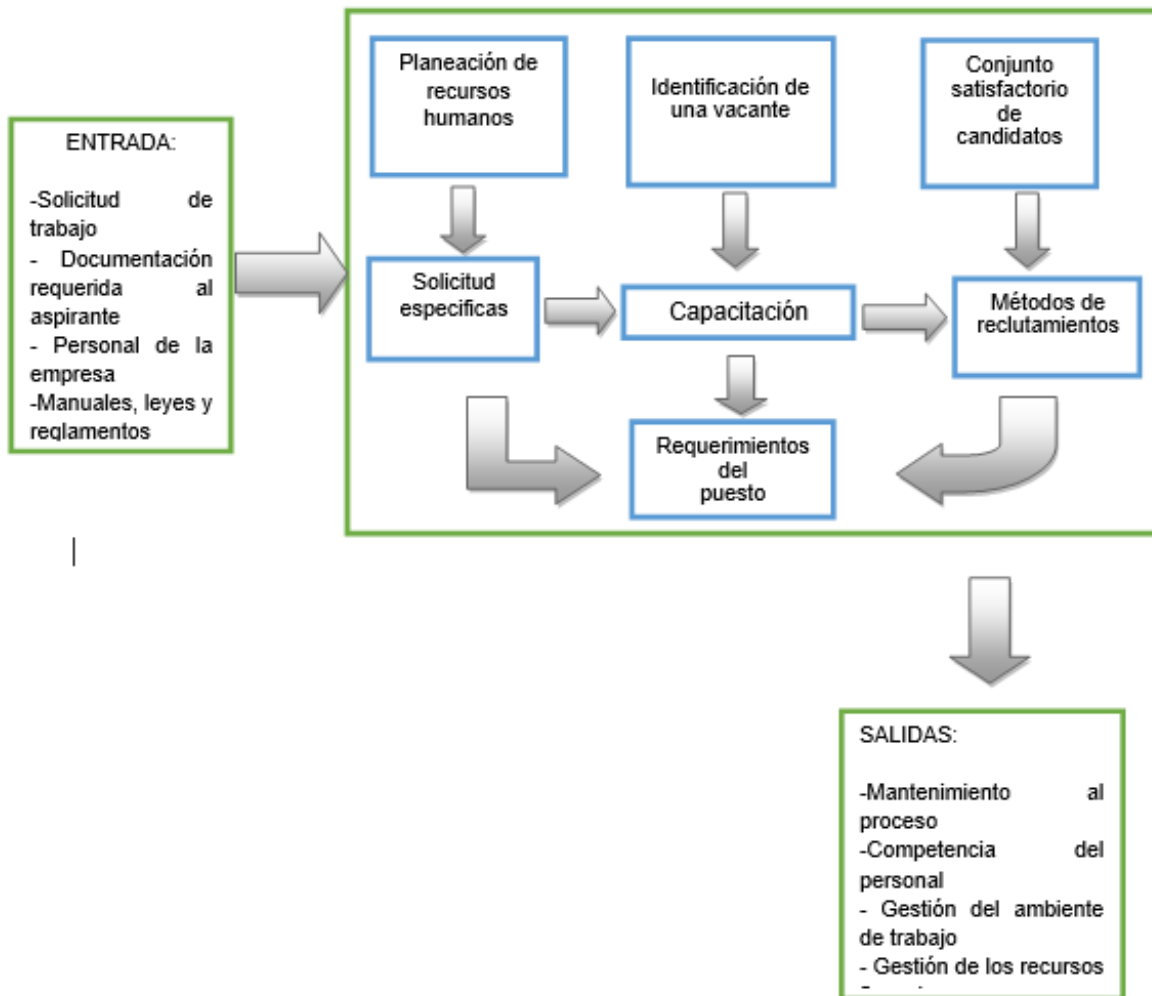 ENTRADA:
-Solicitud de
trabajo
- Documentación
requerida al
aspirante
- Personal de la
empresa
-Manuales, leyes y
reglamentos
Planeación de
recursos
humanos
Identificación de
una vacante
Conjunto
satisfactorio
de
candidatos
Solicitud
especificas
Capacitación
Métodos de
reclutamientos
Requerimientos
del
puesto
SALIDAS:
-Mantenimiento al
proceso
-Competencia del
personal
- Gestión del ambiente
de trabajo
- Gestión de los recursos